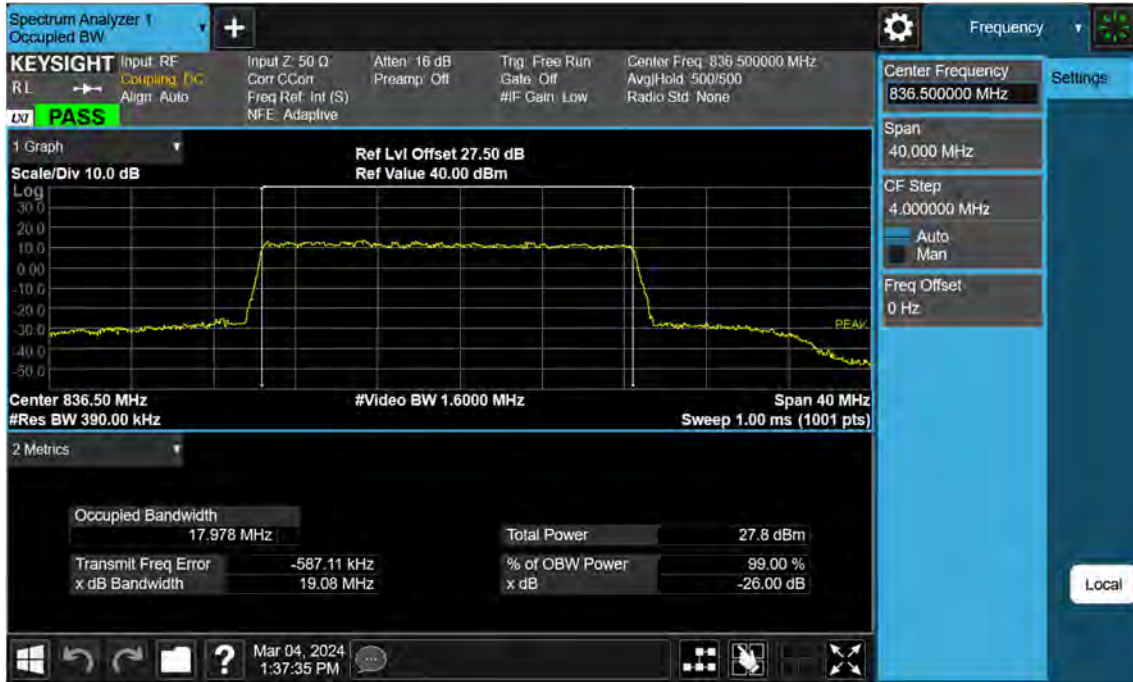 Spectrum Analyzer 1
Occupied BW
Frequency
KEYSIGHT
Input: RF
Coupling: DC
Align: Auto
RL
LXI
PASS
Input Z: 50 Ω
Corr CCorr
Freq Ref: Int (S)
NFE: Adaptive
Atten: 16 dB
Preamp: Off
Trig: Free Run
Gate: Off
#IF Gain: Low
Center Freq: 836.500000 MHz
Avg|Hold: 500/500
Radio Std: None
Center Frequency
836.500000 MHz
Settings
Span
40.000 MHz
CF Step
4.000000 MHz
Auto
Man
Freq Offset
0 Hz
Local
1 Graph
Scale/Div 10.0 dB
Ref Lvl Offset 27.50 dB
Ref Value 40.00 dBm
Log
30.0
20.0
10.0
0.00
-10.0
-20.0
-30.0
-40.0
-50.0
PEAK
Center 836.50 MHz
#Video BW 1.6000 MHz
Span 40 MHz
#Res BW 390.00 kHz
Sweep 1.00 ms (1001 pts)
2 Metrics
Occupied Bandwidth
17.978 MHz
Total Power 27.8 dBm
Transmit Freq Error -587.11 kHz
% of OBW Power 99.00 %
x dB Bandwidth 19.08 MHz
x dB -26.00 dB
?
Mar 04, 2024
1:37:35 PM